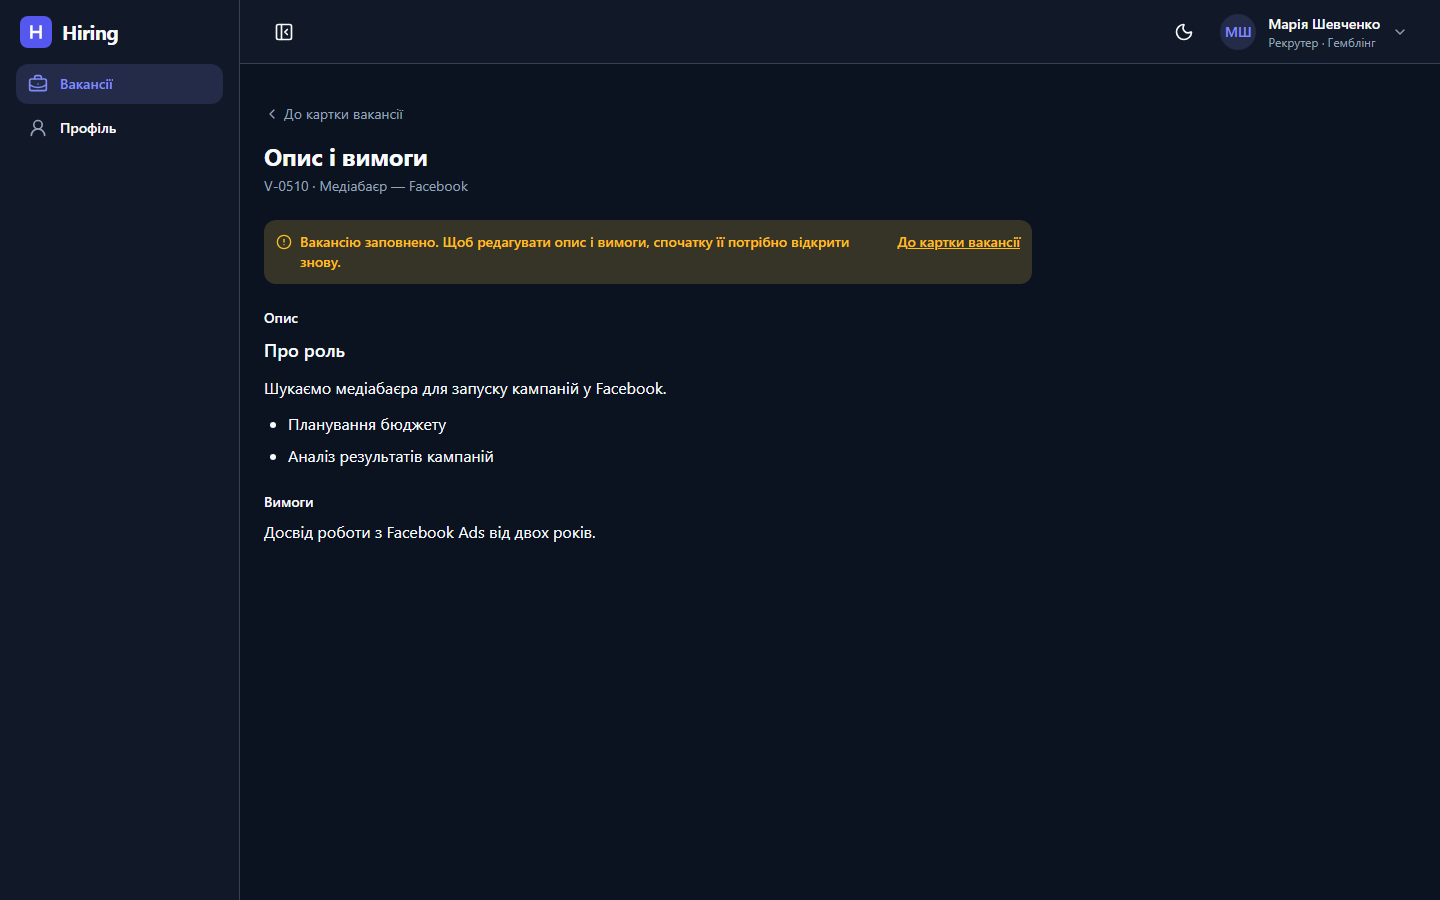 H Hiring
Вакансії
Профіль
МШ
Марія Шевченко
Рекрутер · Гемблінг
До картки вакансії
Опис і вимоги
V-0510 · Медіабаєр — Facebook
Вакансію заповнено. Щоб редагувати опис і вимоги, спочатку її потрібно відкрити
знову.
До картки вакансії
Опис
Про роль
Шукаємо медіабаєра для запуску кампаній у Facebook.
Планування бюджету
Аналіз результатів кампаній
Вимоги
Досвід роботи з Facebook Ads від двох років.